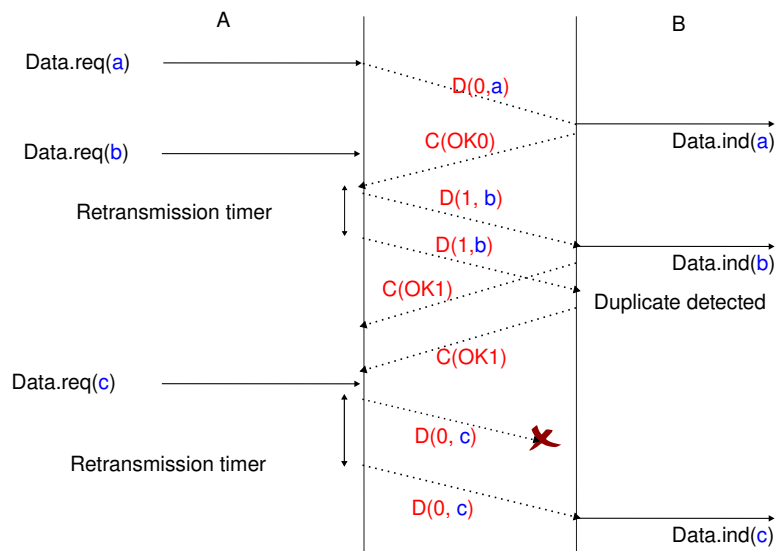 A
B
Data.req(a)
D(0,a)
C(OK0)
Data.ind(a)
Data.req(b)
D(1, b)
Retransmission timer
D(1,b)
Data.ind(b)
C(OK1)
Duplicate detected
C(OK1)
Data.req(c)
D(0, c)
Retransmission timer
D(0, c)
Data.ind(c)